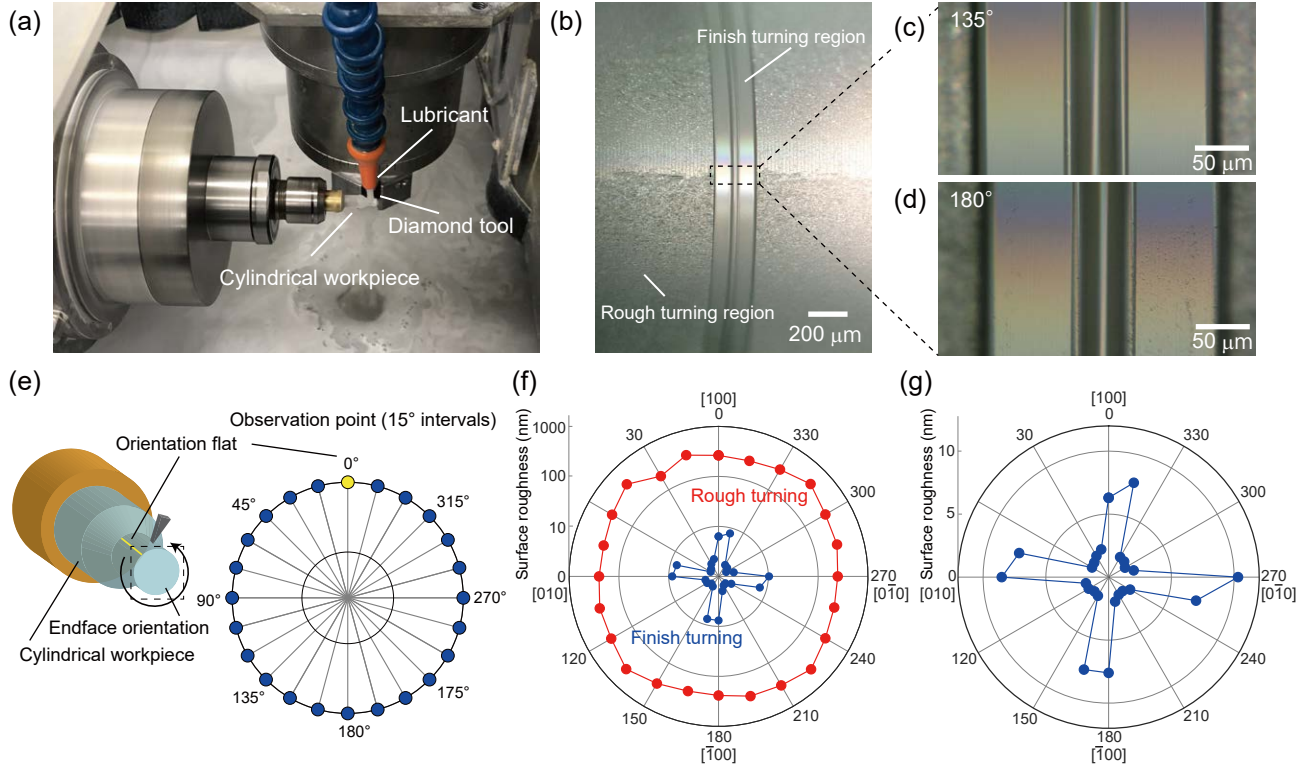 (a)
Lubricant
Diamond tool
Cylindrical workpiece
(b)
Finish turning region
Rough turning region
200 μm
(c)
135°
50 μm
(d)
180°
50 μm
(e)
Observation point (15° intervals)
Orientation flat
0°
45°
315°
90°
270°
Endface orientation
Cylindrical workpiece
135°
175°
180°
(f)
Surface roughness (nm)
[100]
0
1000
30
330
100
Rough turning
300
10
0
270
[010]
[01̅0]
Finish turning
120
240
150
210
180
[1̅00]
(g)
Surface roughness (nm)
[100]
0
30
330
10
300
5
0
270
[010]
[01̅0]
120
240
150
210
180
[1̅00]